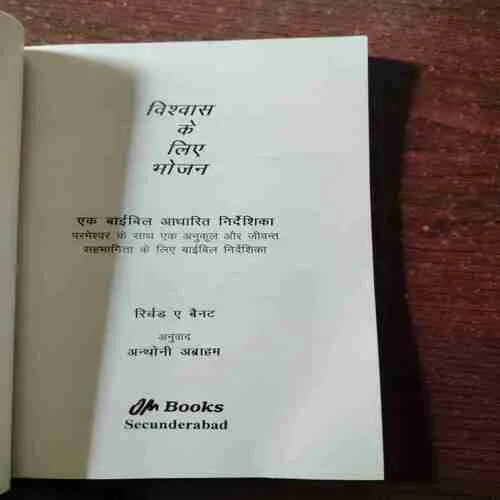 विश्वास
के
लिए
भोजन
एक बाईबिल आधारित निर्देशिका
परमेश्वर के साथ एक अनुकूल और जीवन्त
सहभागिता के लिए बाईबिल निर्देशिका
रिचंड ए बैनट
अनुवाद
अन्थोनी अब्राहम
OM Books
Secunderabad